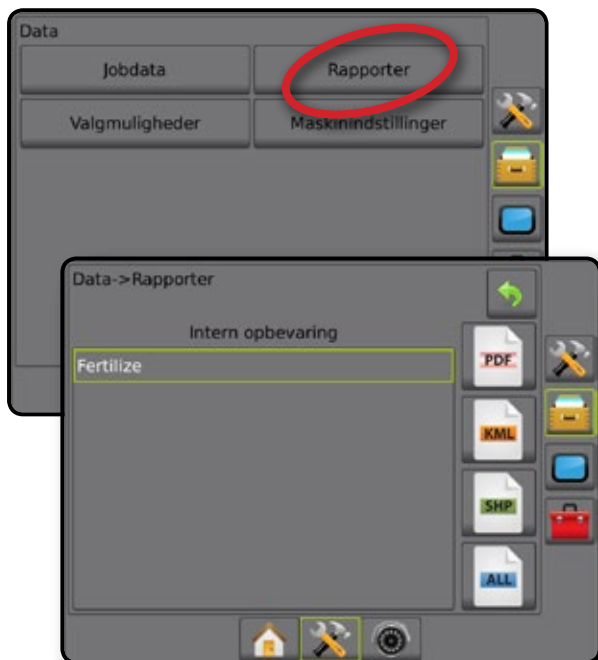 Data
Jobdata Rapporter
Valgmuligheder Maskinindstillinger
Data->Rapporter
Intern opbevaring
Fertilize
PDF
KML
SHP
ALL